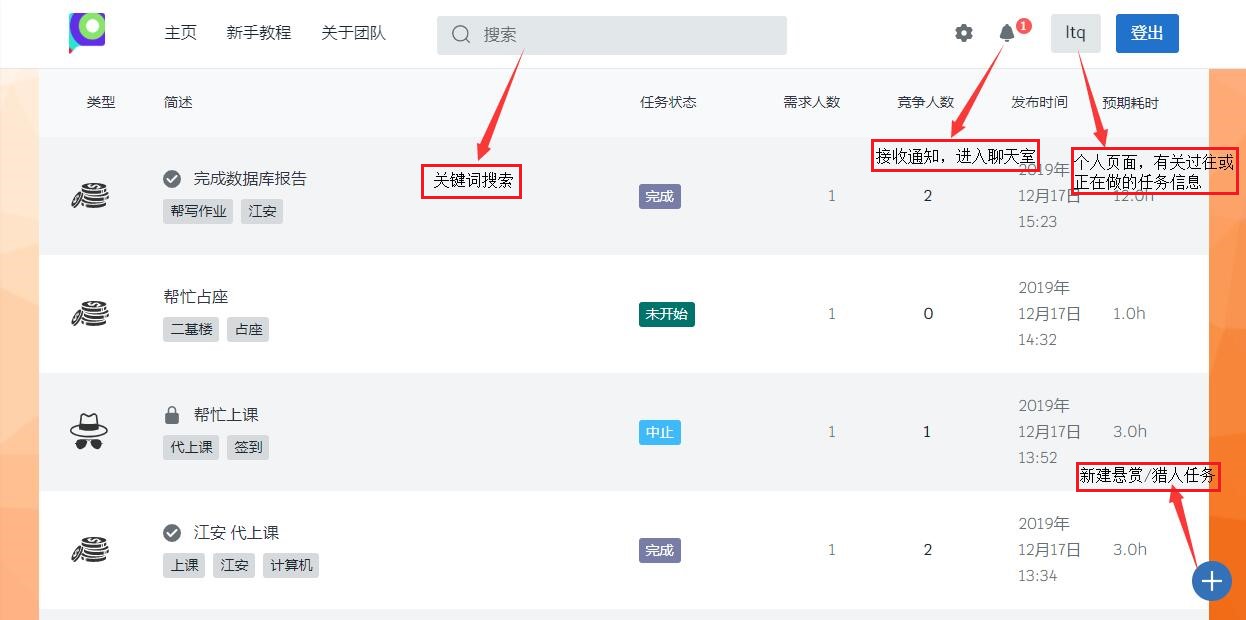 主页 新手教程 关于团队 搜索 1 ltq 登出
类型 简述 任务状态 需求人数 竞争人数 发布时间 预期耗时
关键词搜索
接收通知，进入聊天室
个人页面，有关过往或
正在做的任务信息
完成数据库报告
帮写作业 江安
完成 1 2
2019年
12月17日
15:23
12.0h
帮忙占座
二基楼 占座
未开始 1 0
2019年
12月17日
14:32
1.0h
帮忙上课
代上课 签到
中止 1 1
2019年
12月17日
13:52
3.0h
新建悬赏/猎人任务
江安 代上课
上课 江安 计算机
完成 1 2
2019年
12月17日
13:34
3.0h